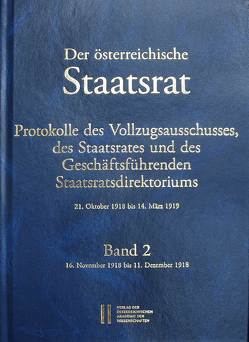 Der österreichische
Staatsrat
Protokolle des Vollzugsausschusses,
des Staatsrates und des
Geschäftsführenden
Staatsratsdirektoriums
21. Oktober 1918 bis 14. März 1919
Band 2
16. November 1918 bis 11. Dezember 1918
VERLAG DER
ÖSTERREICHISCHEN
AKADEMIE DER
WISSENSCHAFTEN